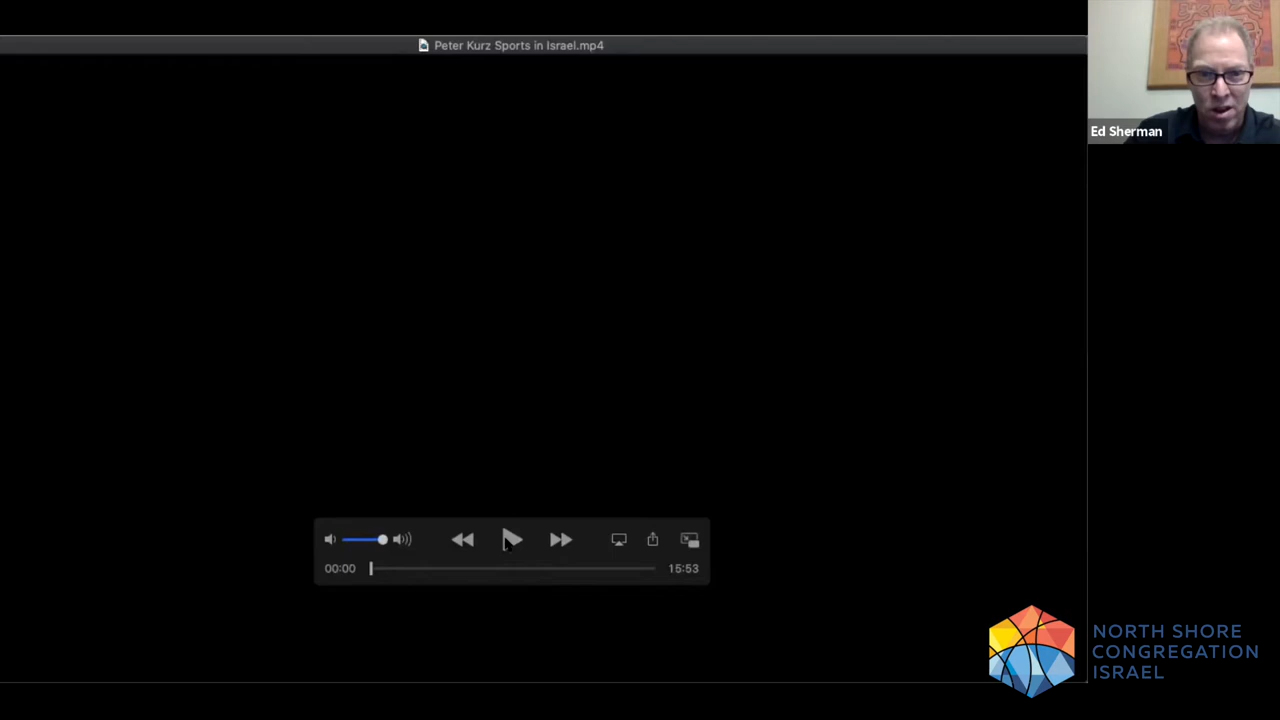 Peter Kurz Sports in Israel.mp4
Ed Sherman
00:00
15:53
NORTH SHORE
CONGREGATION
ISRAEL